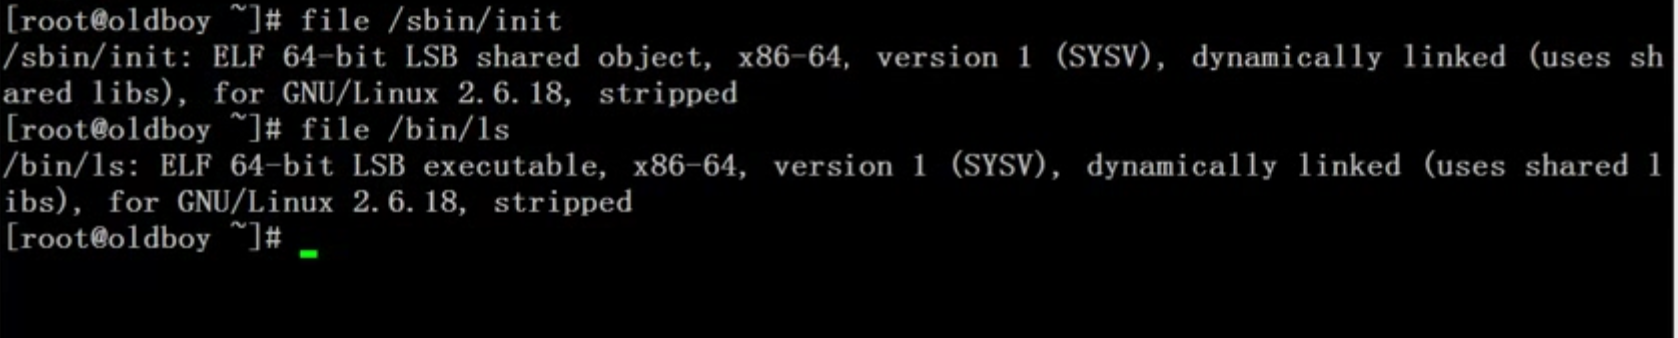 [root@oldboy ~]# file /sbin/init
/sbin/init: ELF 64-bit LSB shared object, x86-64, version 1 (SYSV), dynamically linked (uses sh
ared libs), for GNU/Linux 2.6.18, stripped
[root@oldboy ~]# file /bin/ls
/bin/ls: ELF 64-bit LSB executable, x86-64, version 1 (SYSV), dynamically linked (uses shared l
ibs), for GNU/Linux 2.6.18, stripped
[root@oldboy ~]#